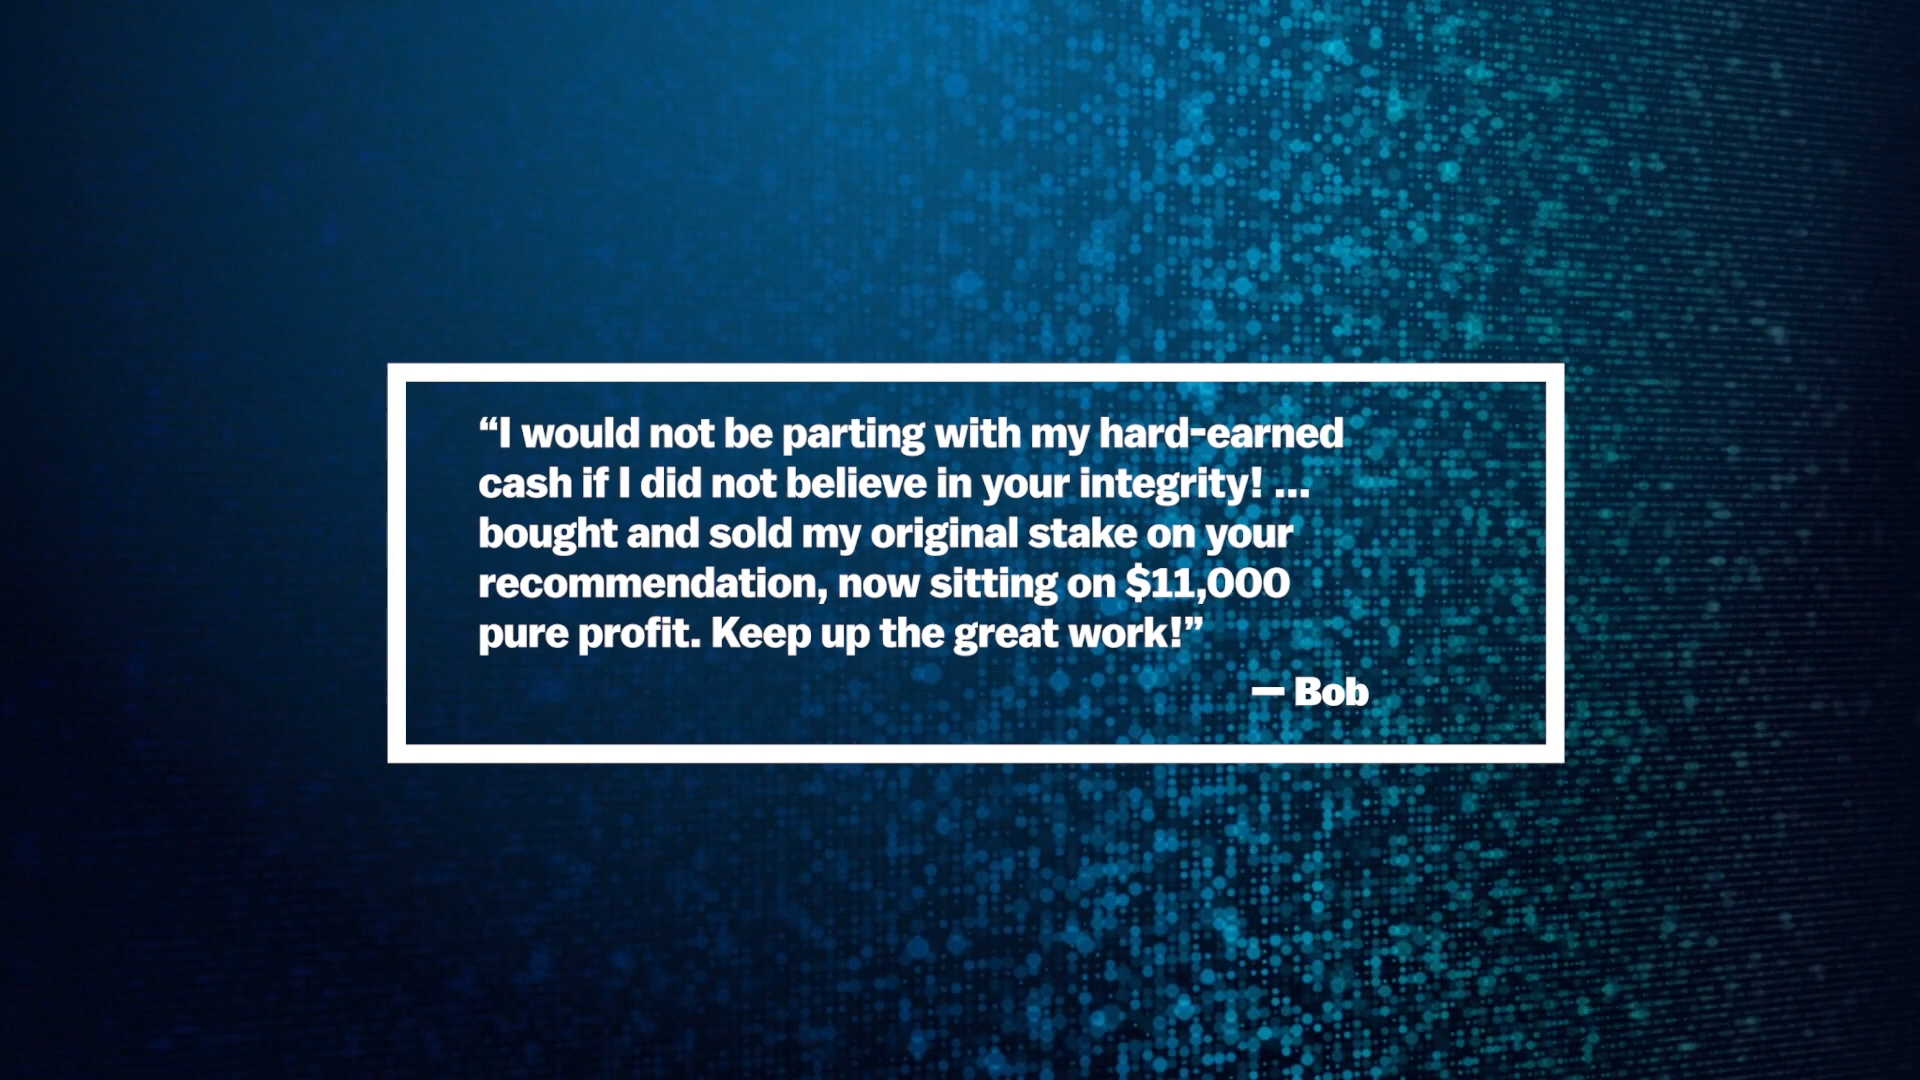 “I would not be parting with my hard-earned
cash if I did not believe in your integrity! ...
bought and sold my original stake on your
recommendation, now sitting on $11,000
pure profit. Keep up the great work!”
— Bob